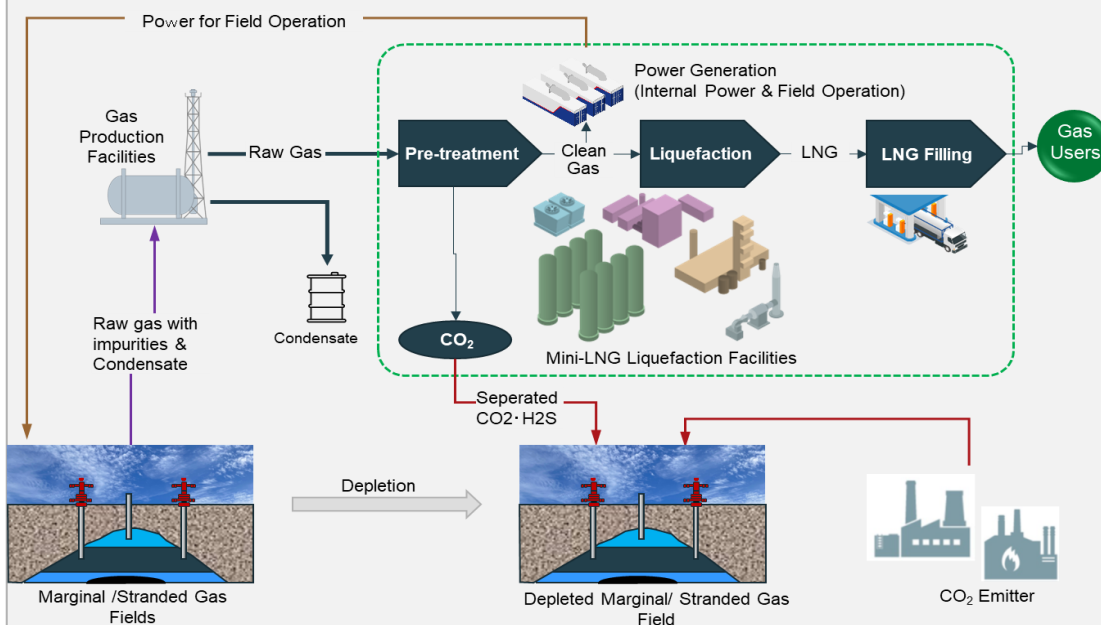 Power for Field Operation
Power Generation
(Internal Power & Field Operation)
Gas
Production
Facilities
Raw Gas
Pre-treatment
Clean
Gas
Liquefaction
LNG
LNG Filling
Gas
Users
Condensate
Raw gas with
impurities &
Condensate
CO₂
Mini-LNG Liquefaction Facilities
Seperated
CO2·H2S
Depletion
Marginal /Stranded Gas
Fields
Depleted Marginal/ Stranded Gas
Field
CO₂ Emitter